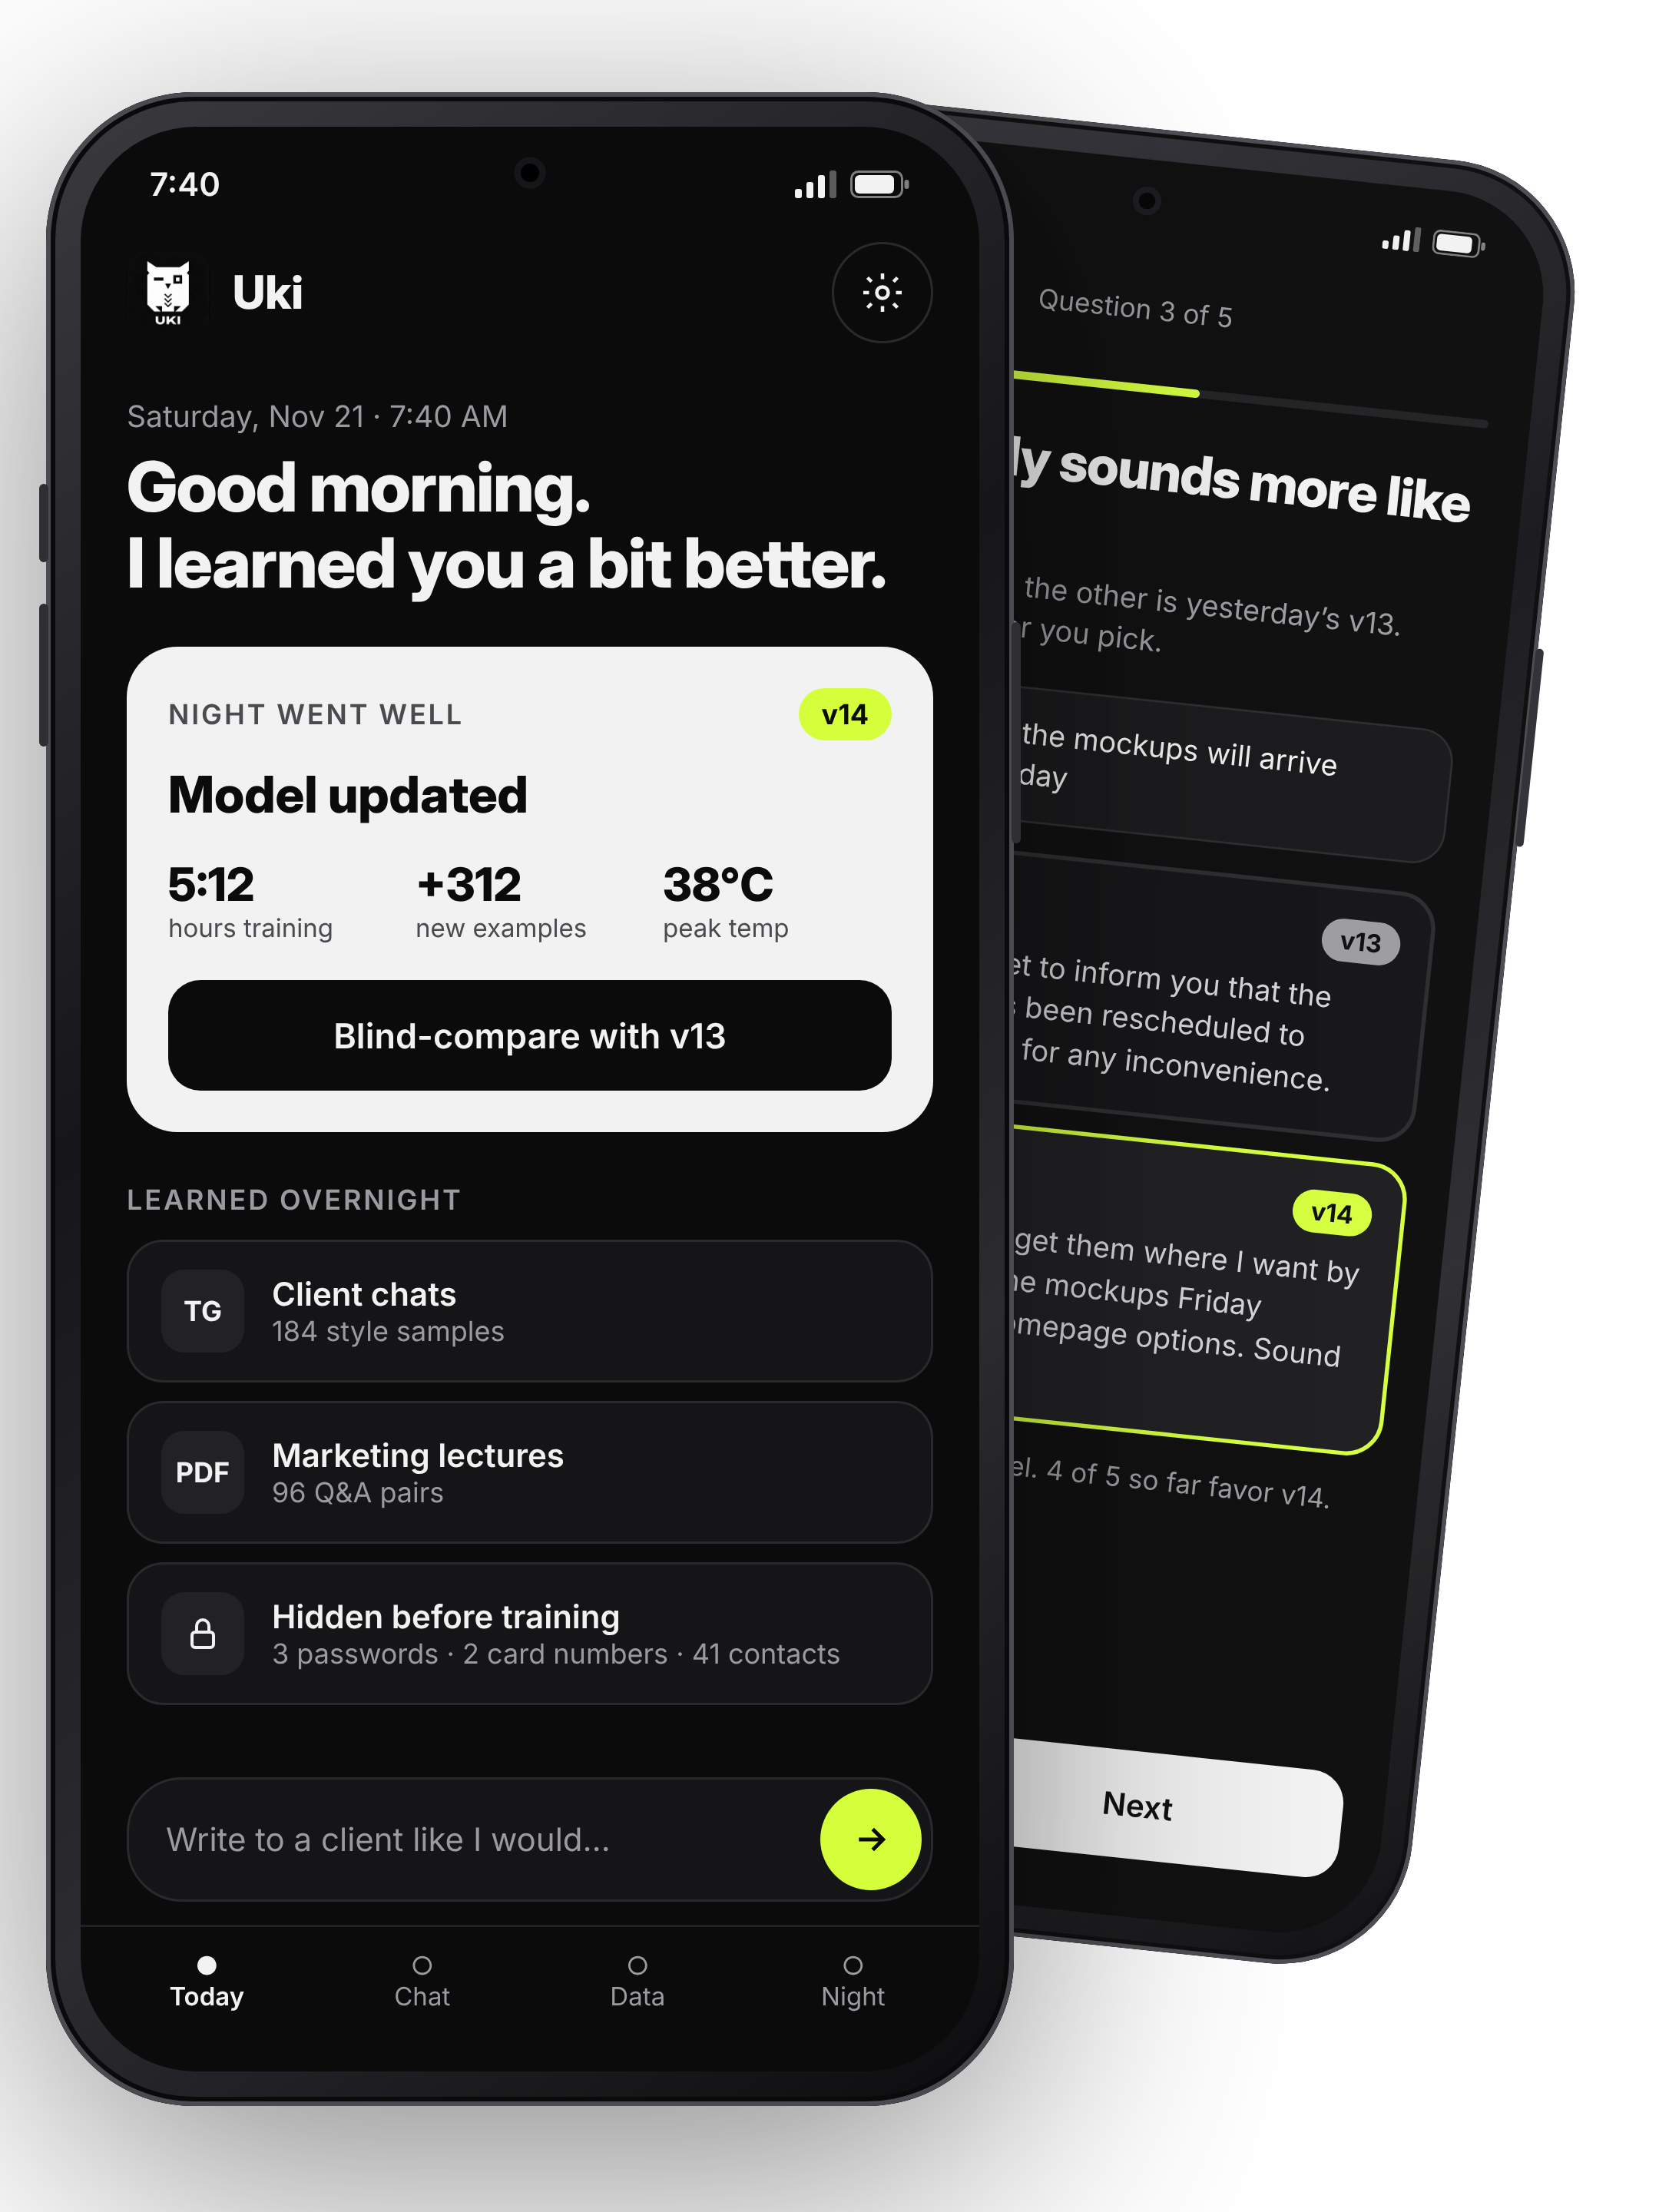 7:40
UKI
Uki
Saturday, Nov 21 · 7:40 AM
Good morning.
I learned you a bit better.
NIGHT WENT WELL
v14
Model updated
5:12
hours training
+312
new examples
38°C
peak temp
Blind-compare with v13
LEARNED OVERNIGHT
TG
Client chats
184 style samples
PDF
Marketing lectures
96 Q&A pairs
Hidden before training
3 passwords · 2 card numbers · 41 contacts
Write to a client like I would...
Today
Chat
Data
Night
Question 3 of 5
sounds more like
the other is yesterday’s v13.
you pick.
the mockups will arrive
v13
to inform you that the
been rescheduled to
for any inconvenience.
v14
get them where I want by
mockups Friday
options. Sound
4 of 5 so far favor v14.
Next